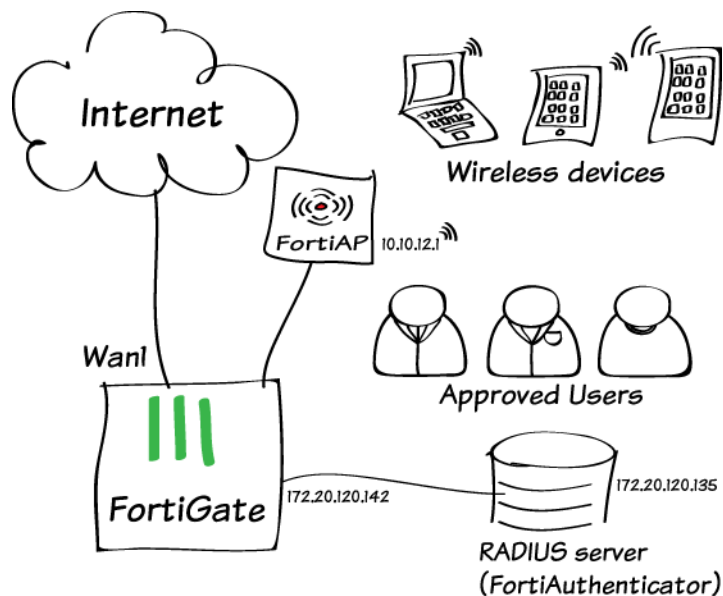 Internet
Wireless devices
FortiAP
10.10.12.1
Wan1
Approved Users
FortiGate
172.20.120.142
172.20.120.135
RADIUS server
(FortiAuthenticator)